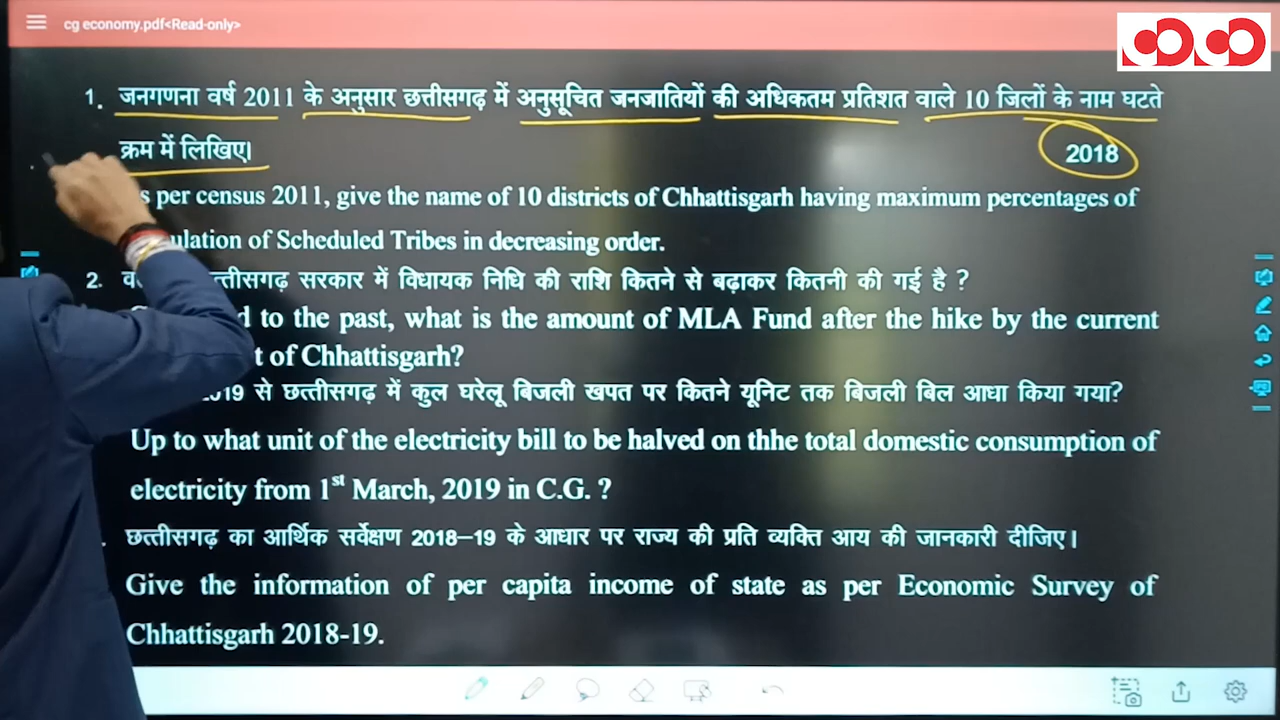 cg economy.pdf<Read-only>
1. जनगणना वर्ष 2011 के अनुसार छत्तीसगढ़ में अनुसूचित जनजातियों की अधिकतम प्रतिशत वाले 10 जिलों के नाम घटते
क्रम में लिखिए। 2018
per census 2011, give the name of 10 districts of Chhattisgarh having maximum percentages of
of Scheduled Tribes in decreasing order.
2. सरकार में विधायक निधि की राशि कितने से बढ़ाकर कितनी की गई है ?
to the past, what is the amount of MLA Fund after the hike by the current
of Chhattisgarh?
से छत्तीसगढ़ में कुल घरेलू बिजली खपत पर कितने यूनिट तक बिजली बिल आधा किया गया?
Up to what unit of the electricity bill to be halved on thhe total domestic consumption of
electricity from 1st March, 2019 in C.G. ?
छत्तीसगढ़ का आर्थिक सर्वेक्षण 2018–19 के आधार पर राज्य की प्रति व्यक्ति आय की जानकारी दीजिए।
Give the information of per capita income of state as per Economic Survey of
Chhattisgarh 2018-19.